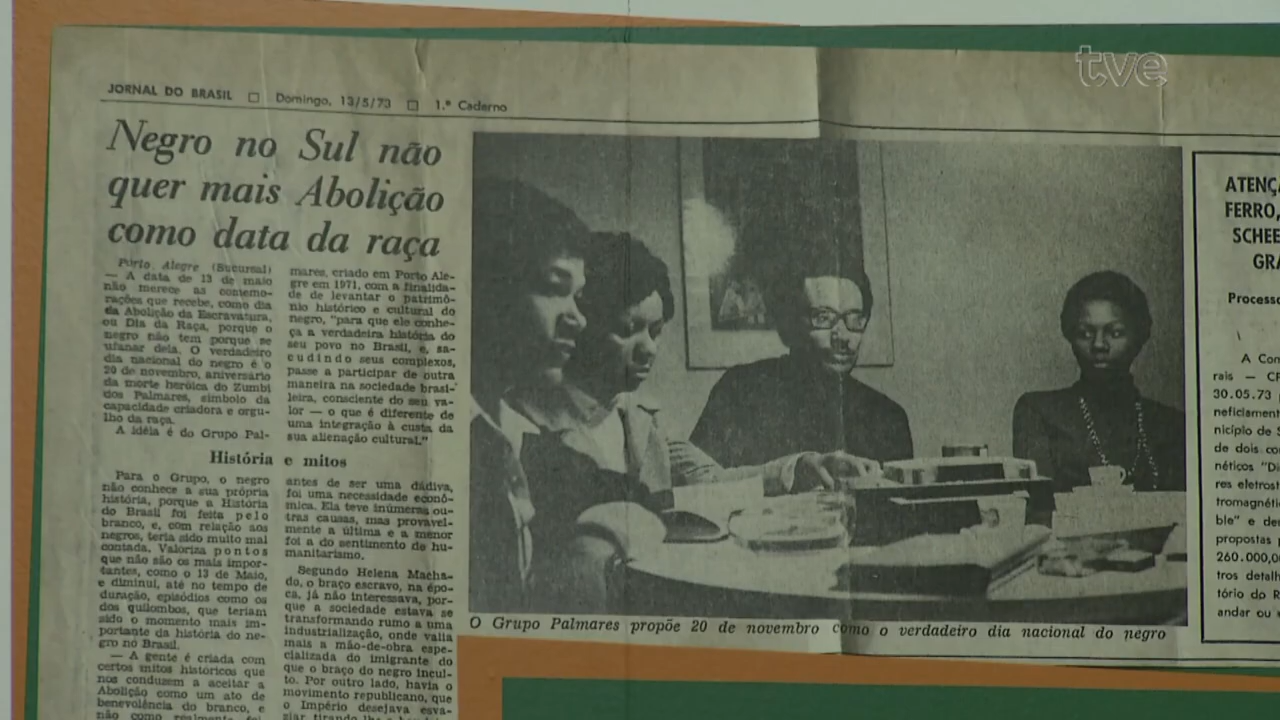 tve
JORNAL DO BRASIL □ Domingo, 13/5/73 □ 1.º Caderno
Negro no Sul não
quer mais Abolição
como data da raça
Porto Alegre (Sucursal)
— A data de 13 de maio
não merece as comemo-
rações que recebe, como dia
da Abolição da Escravatura,
ou Dia da Raça, porque o
negro não tem porque se
ufanar dela. O verdadeiro
dia nacional do negro é o
20 de novembro, aniversário
da morte heróica do Zumbi
dos Palmares, símbolo da
capacidade criadora e orgu-
lho da raça.
A idéia é do Grupo Pal-
mares, criado em Porto Ale-
gre em 1971, com a finalida-
de de levantar o patrimô-
nio histórico e cultural do
negro, "para que ele conhe-
ça a verdadeira história do
seu povo no Brasil, e, sa-
cudindo seus complexos,
passe a participar de outra
maneira na sociedade brasi-
leira, consciente do seu va-
lor — o que é diferente de
uma integração à custa da
sua alienação cultural."
História e mitos
Para o Grupo, o negro
não conhece a sua própria
história, porque a História
do Brasil foi feita pelo
branco, e, com relação aos
negros, teria sido muito mal
contada. Valoriza pontos
que não são os mais impor-
tantes, como o 13 de Maio,
e diminui, até no tempo de
duração, episódios como os
dos quilombos, que teriam
sido o momento mais im-
portante da história do ne-
gro no Brasil.
— A gente é criada com
certos mitos históricos que
nos conduzem a aceitar a
Abolição como um ato de
benevolência do branco, e
não como
antes de ser uma dádiva,
foi uma necessidade econô-
mica. Ela teve inúmeras ou-
tras causas, mas provavel-
mente a última e a menor
foi a do sentimento de hu-
manitarismo.
Segundo Helena Macha-
do, o braço escravo, na épo-
ca, já não interessava, por-
que a sociedade estava se
transformando rumo a uma
industrialização, onde valia
mais a mão-de-obra espe-
cializada do imigrante do
que o braço do negro incul-
to. Por outro lado, havia o
movimento republicano, que
o Império desejava esva-
O Grupo Palmares propõe 20 de novembro como o verdadeiro dia nacional do negro
ATENÇ
FERRO,
SCHEE
GRA
Processo
A Com
rais — CP
30.05.73
neficiament
nicípio de S
de dois co
néticos "Di
res eletrost
tromagnéti
ble" e de
propostas
260.000,0
tros detalh
tório do R
andar ou